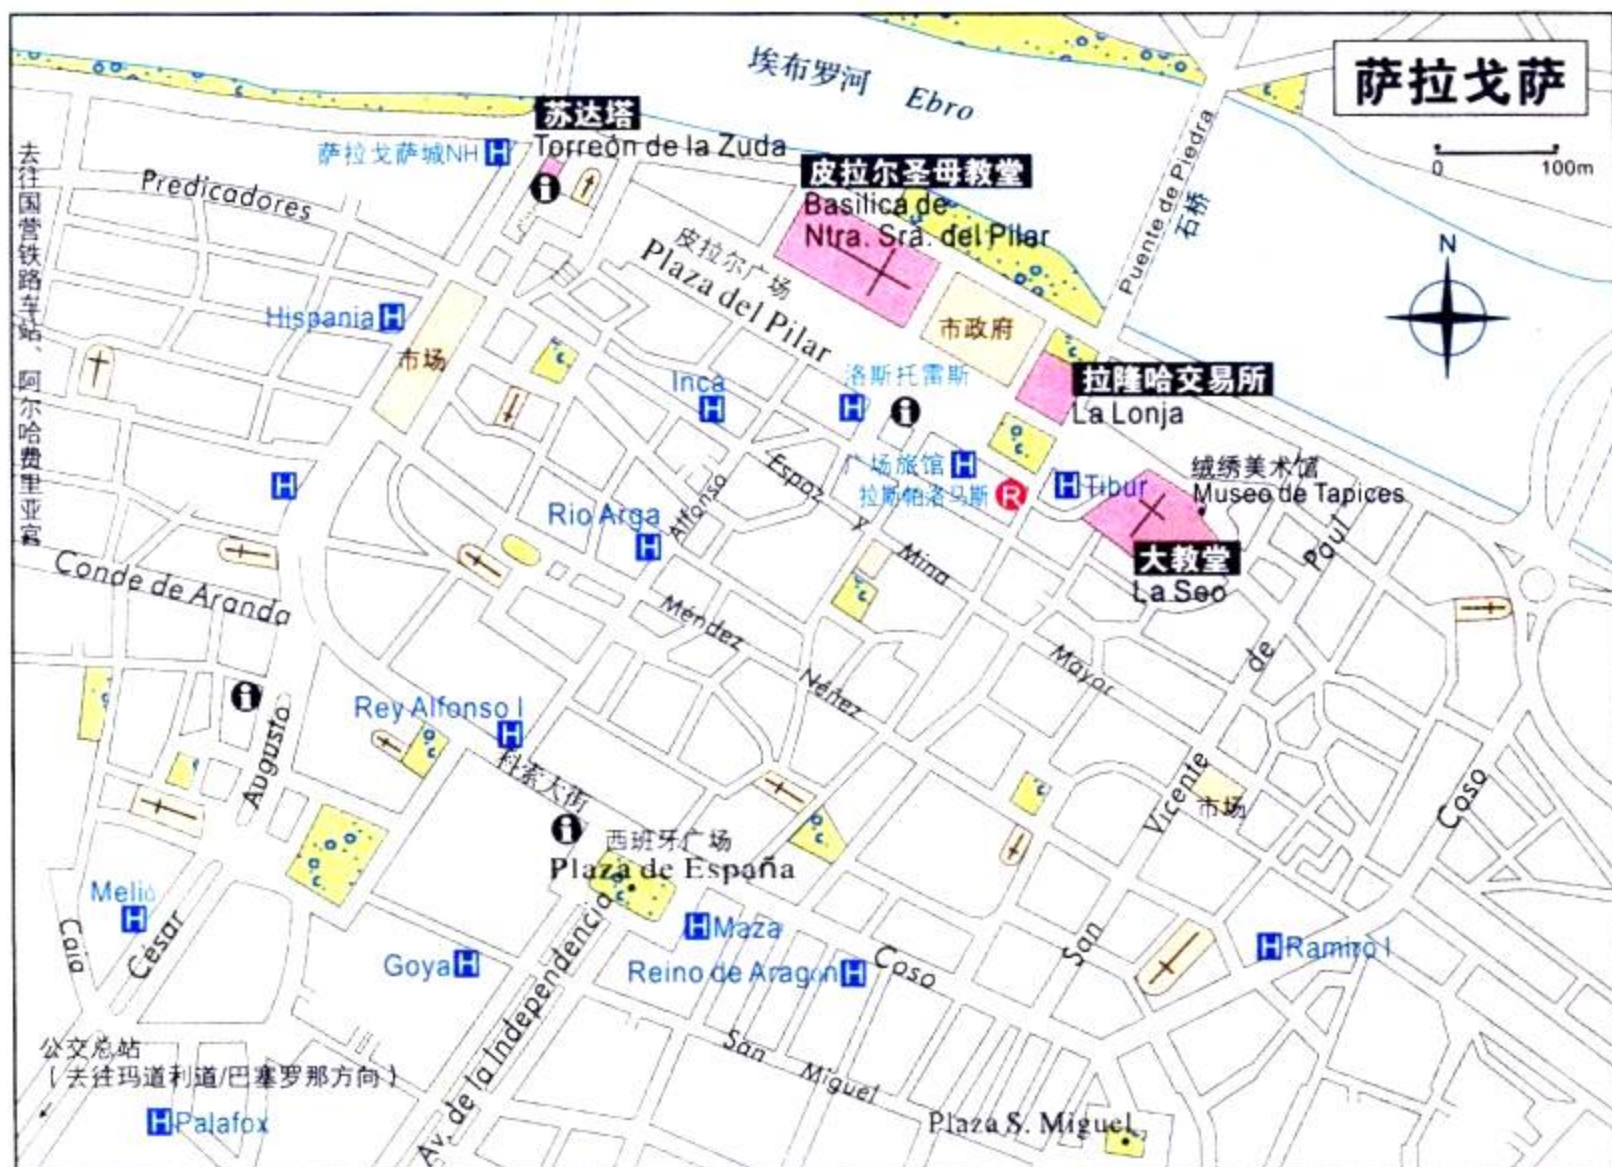 萨拉戈萨
埃布罗河 Ebro
0 100m
N
苏达塔
Torreón de la Zuda
萨拉戈萨城NH H
i
皮拉尔圣母教堂
Basilica de
Ntra. Sra. del Pilar
Puente de Piedra
石桥
去往国营铁路车站、阿尔哈费里亚宫
Predicadores
皮拉尔广场
Plaza del Pilar
市政府
Hispania H
市场
Inca
H
洛斯托雷斯
H
i
拉隆哈交易所
La Lonja
广场旅馆 H
拉斯帕洛马斯 R
H Tibur
绒绣美术馆
Museo de Tapices
大教堂
La Seo
H
Rio Arga
H
Alfonso
Espoz y Mina
Conde de Aranda
Méndez Néñez
Mayor
San Vicente de Paul
i
Rey Alfonso I
H
Augusto
科索大街
i
西班牙广场
Plaza de España
市场
Coso
Meliá
H
Caia
Cesar
Goya H
H Maza
Reino de Aragon H
Coso
H Ramiro I
Av. de la Independencia
San Miguel
公交总站
(去往玛道利道/巴塞罗那方向)
H Palafox
Plaza S. Miguel